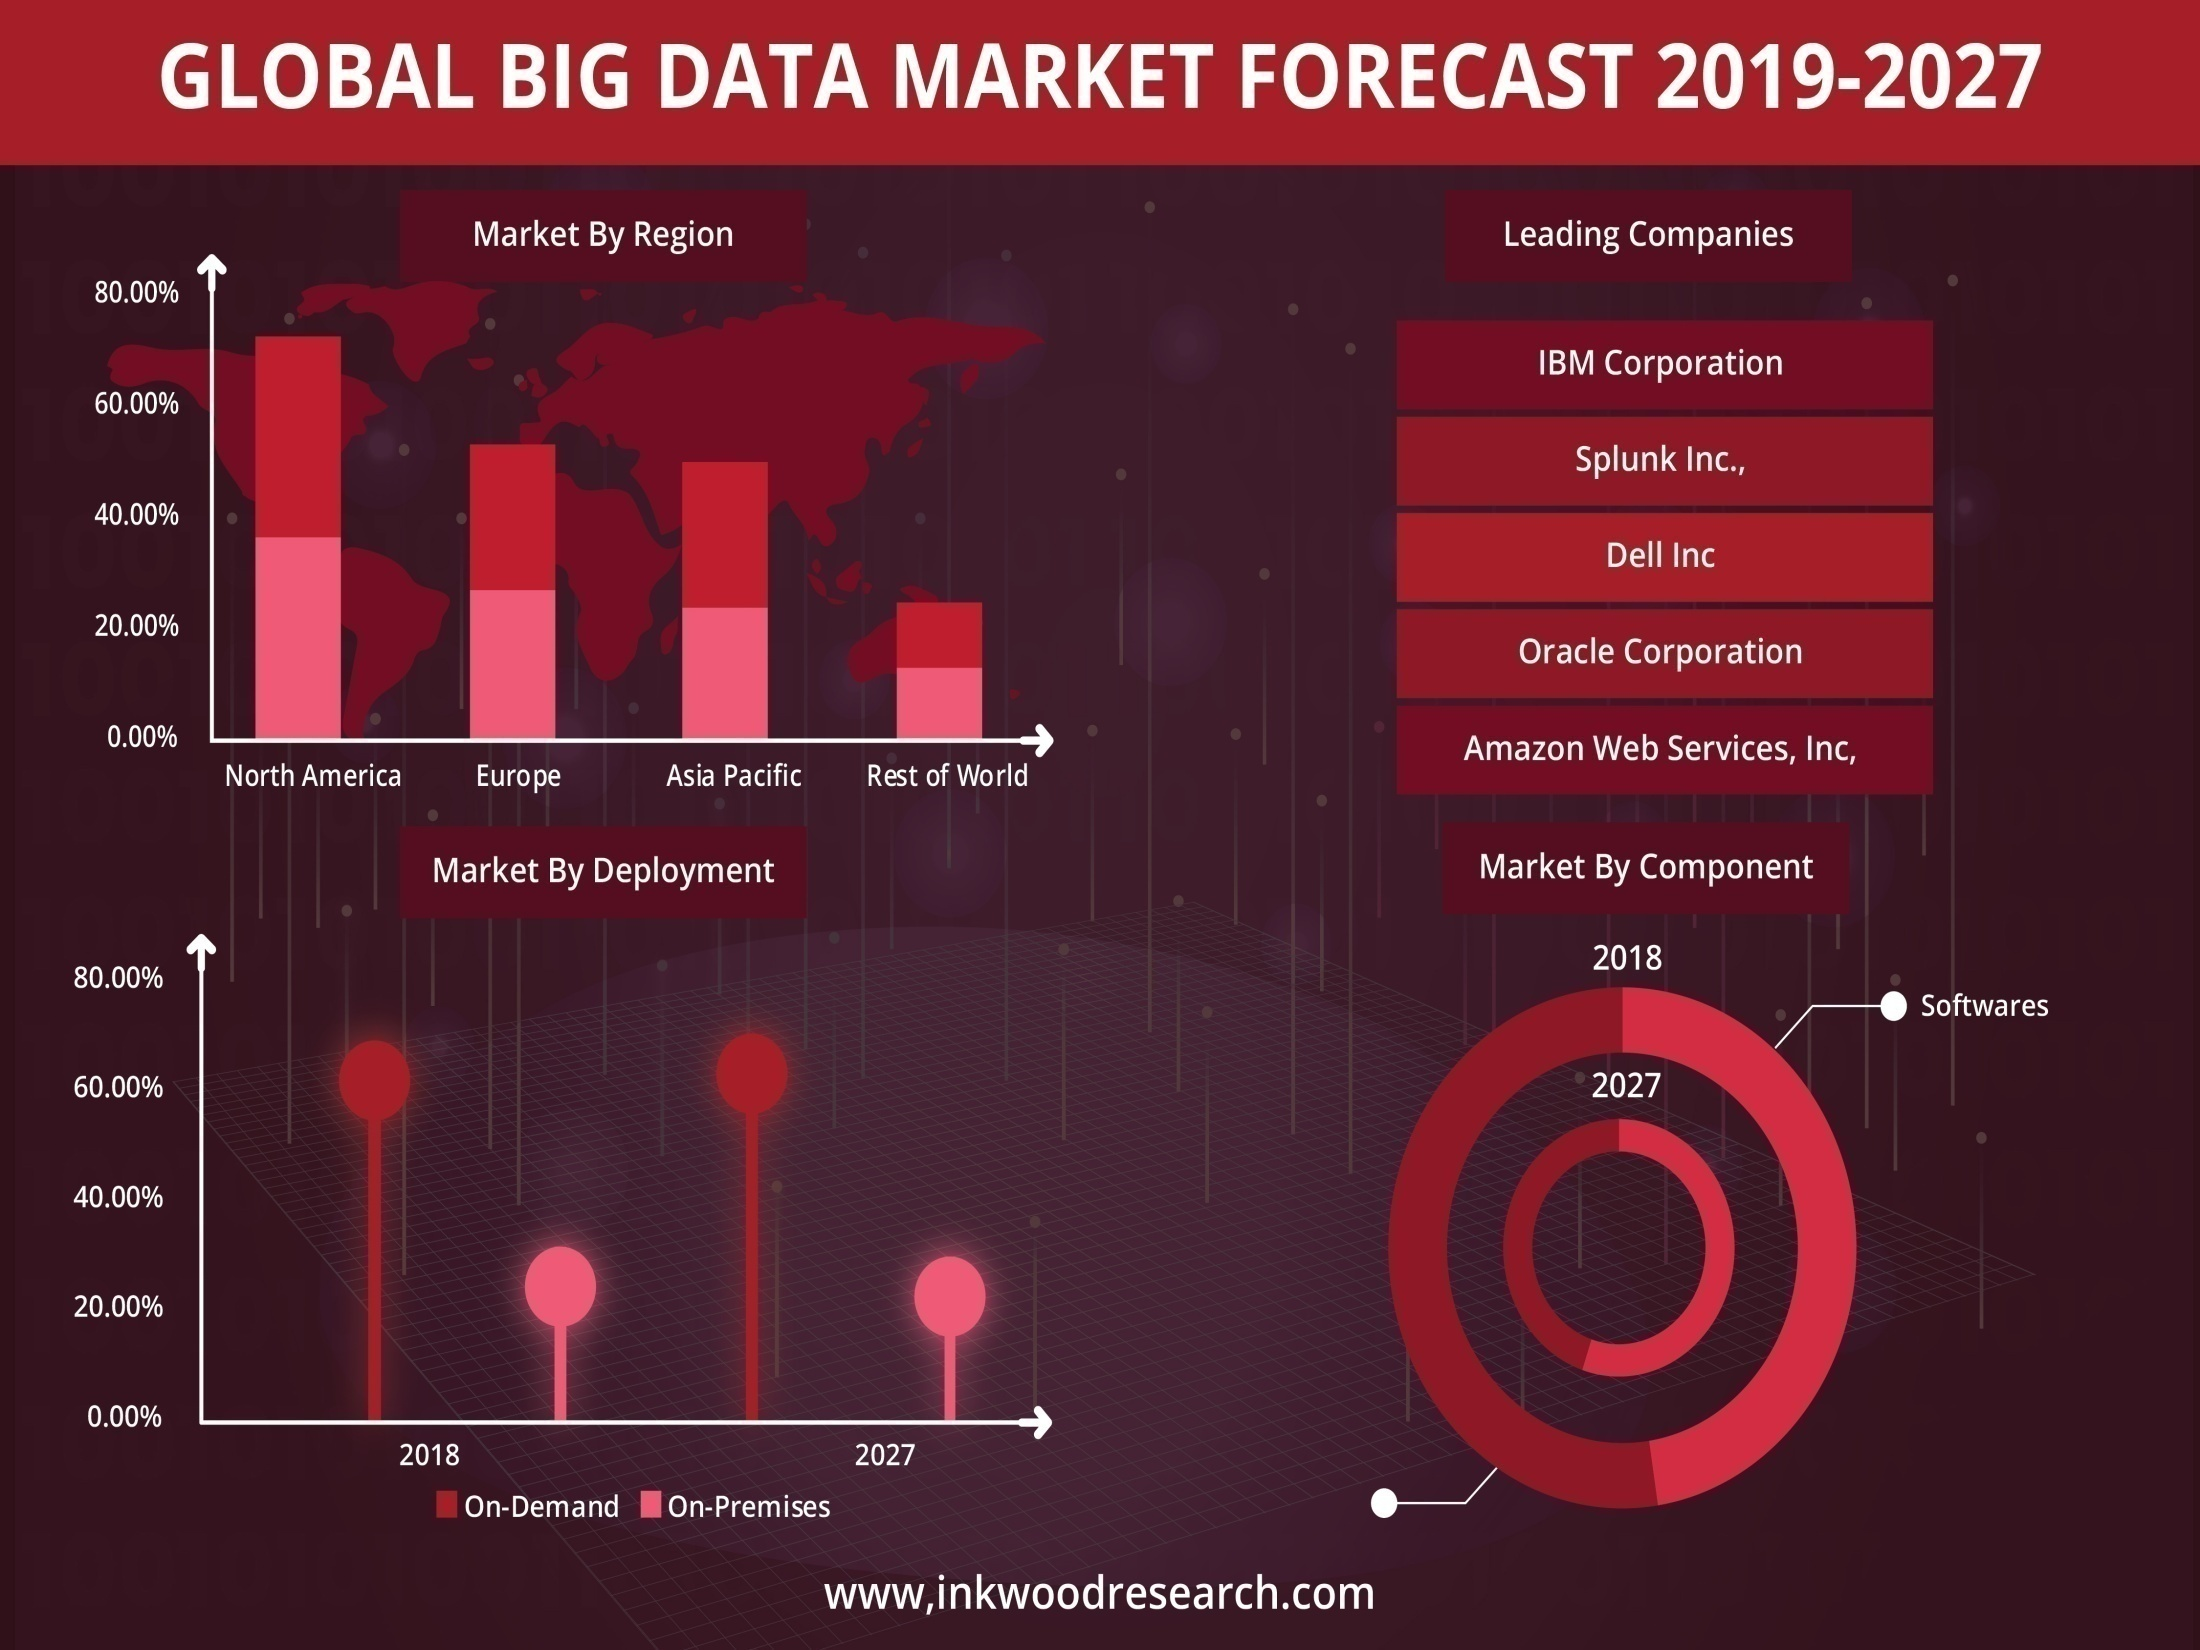 GLOBAL BIG DATA MARKET FORECAST 2019-2027
Market By Region
80.00%
60.00%
40.00%
20.00%
0.00%
North America
Europe
Asia Pacific
Rest of World
Leading Companies
IBM Corporation
Splunk Inc.,
Dell Inc
Oracle Corporation
Amazon Web Services, Inc,
Market By Deployment
80.00%
60.00%
40.00%
20.00%
0.00%
2018
2027
On-Demand
On-Premises
Market By Component
2018
Softwares
2027
www,inkwoodresearch.com